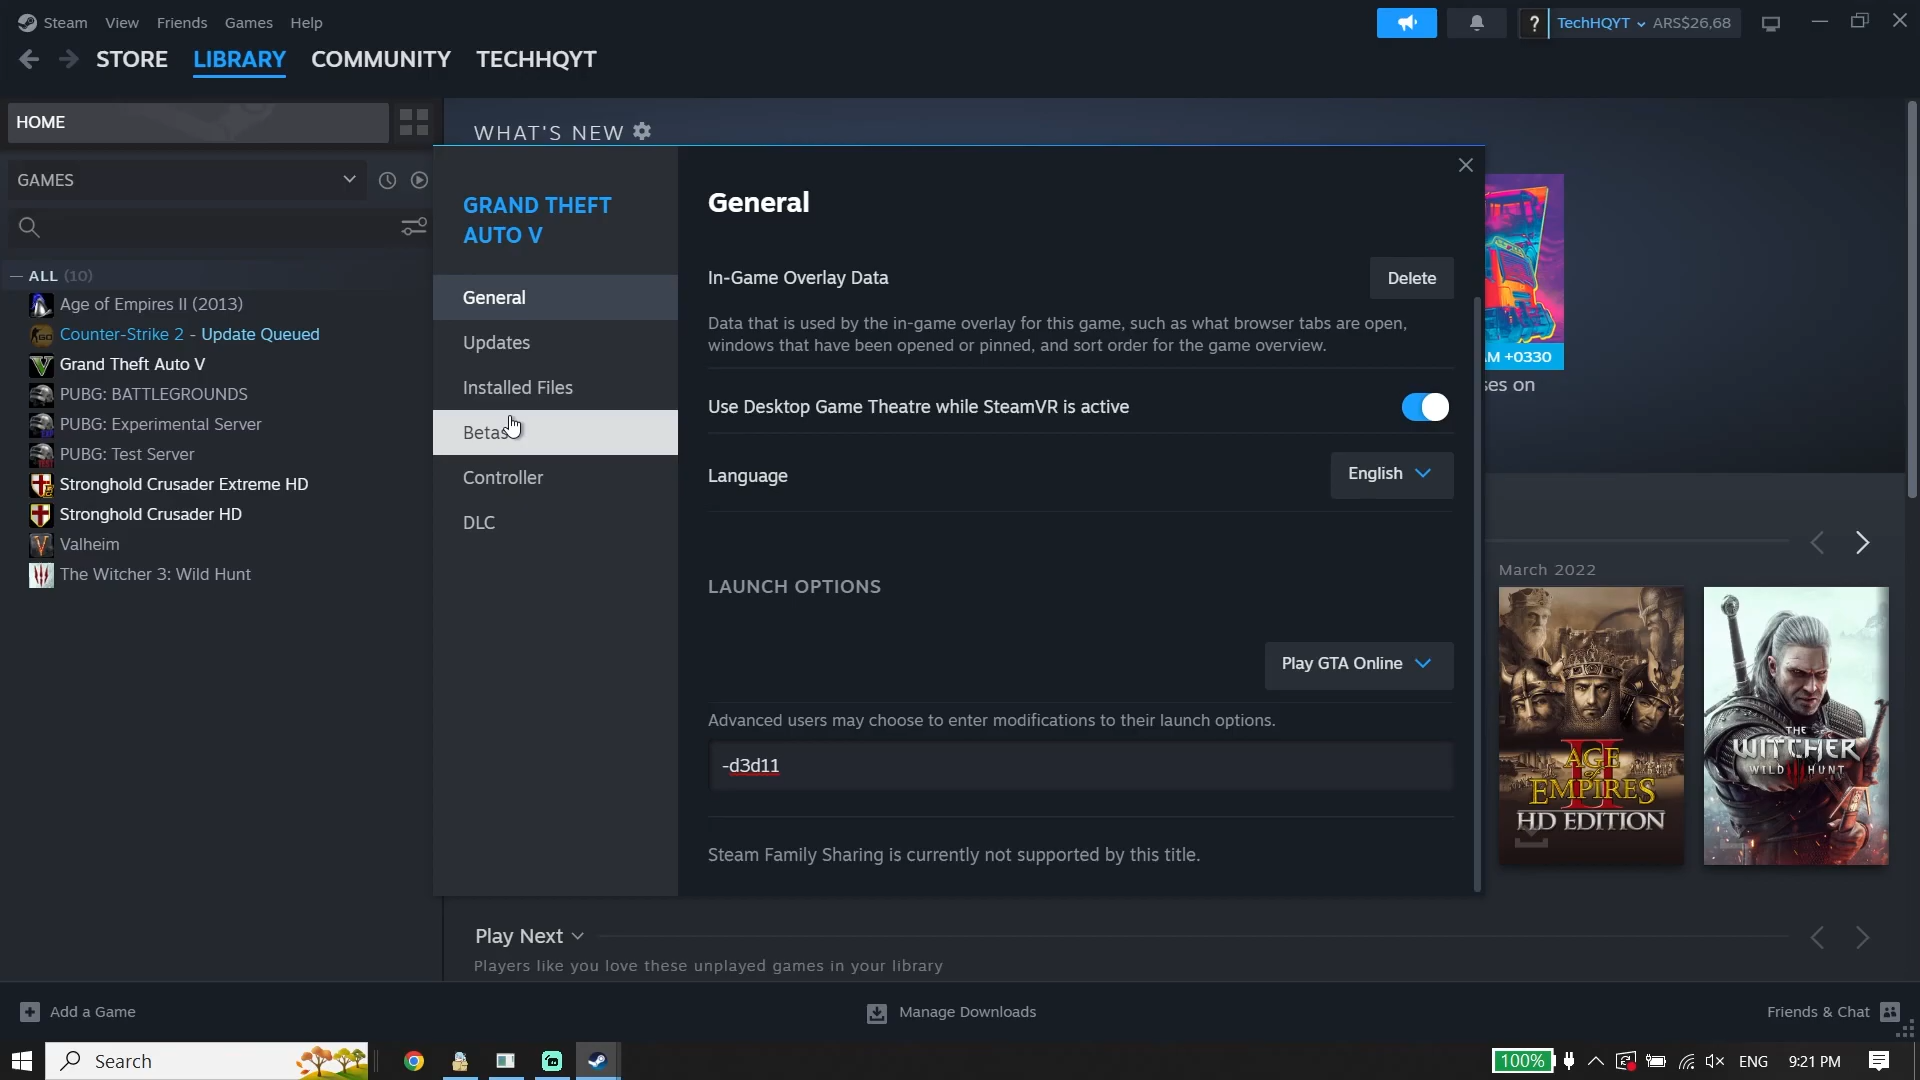 Steam View Friends Games Help
? TechHQYT ARS$26,68
STORE LIBRARY COMMUNITY TECHHQYT
HOME
WHAT'S NEW
GAMES
ALL (10)
Age of Empires II (2013)
Counter-Strike 2 - Update Queued
Grand Theft Auto V
PUBG: BATTLEGROUNDS
PUBG: Experimental Server
PUBG: Test Server
Stronghold Crusader Extreme HD
Stronghold Crusader HD
Valheim
The Witcher 3: Wild Hunt
GRAND THEFT
AUTO V
General
Updates
Installed Files
Betas
Controller
DLC
General
In-Game Overlay Data
Delete
Data that is used by the in-game overlay for this game, such as what browser tabs are open,
windows that have been opened or pinned, and sort order for the game overview.
Use Desktop Game Theatre while SteamVR is active
Language
English
LAUNCH OPTIONS
Play GTA Online
Advanced users may choose to enter modifications to their launch options.
-d3d11
Steam Family Sharing is currently not supported by this title.
AM +0330
ses on
March 2022
AGE
of
EMPIRES
II
HD EDITION
THE
WITCHER
WILD HUNT
Play Next
Players like you love these unplayed games in your library
Add a Game
Manage Downloads
Friends & Chat
Search
100%
ENG
9:21 PM